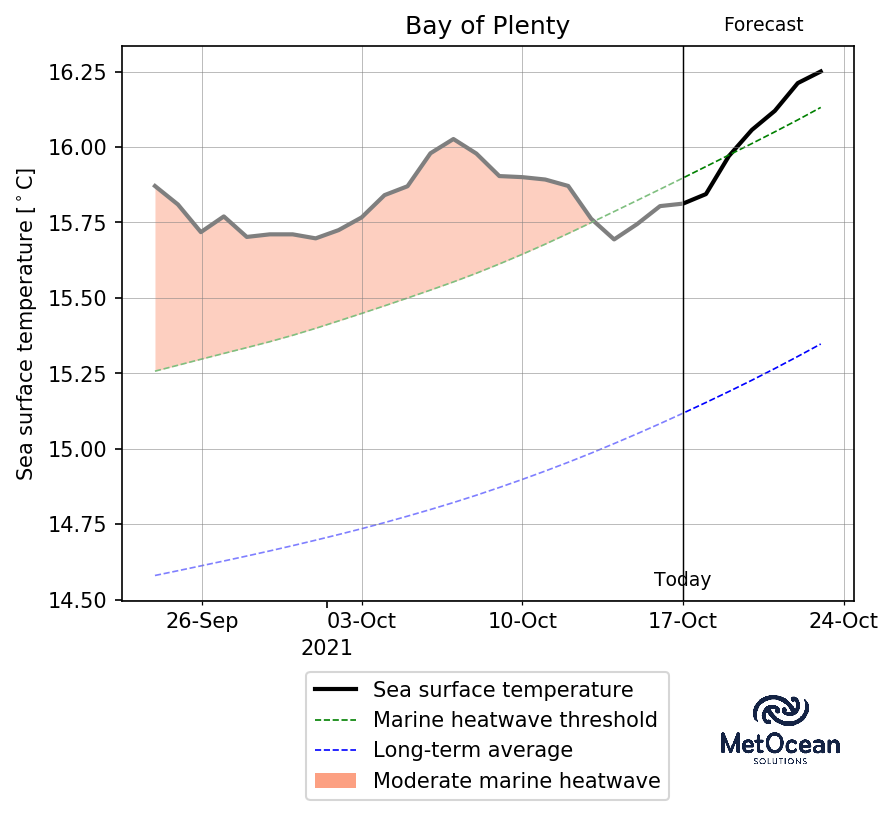 Bay of Plenty
Forecast
Sea surface temperature [°C]
16.25
16.00
15.75
15.50
15.25
15.00
14.75
14.50
Today
26-Sep 03-Oct 10-Oct 17-Oct 24-Oct
2021
Sea surface temperature
Marine heatwave threshold
Long-term average
Moderate marine heatwave
MetOcean
SOLUTIONS